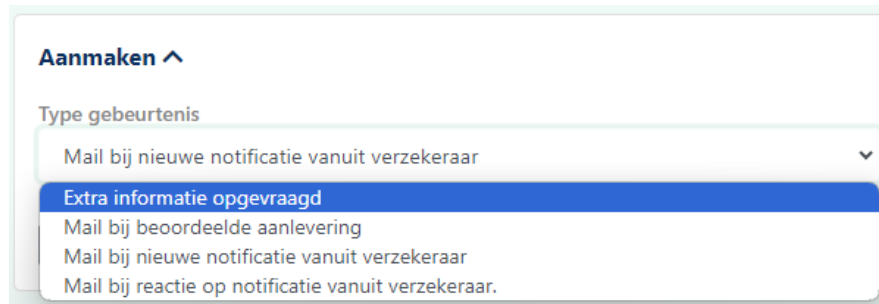 Aanmaken
Type gebeurtenis
Mail bij nieuwe notificatie vanuit verzekeraar
Extra informatie opgevraagd
Mail bij beoordeelde aanlevering
Mail bij nieuwe notificatie vanuit verzekeraar
Mail bij reactie op notificatie vanuit verzekeraar.